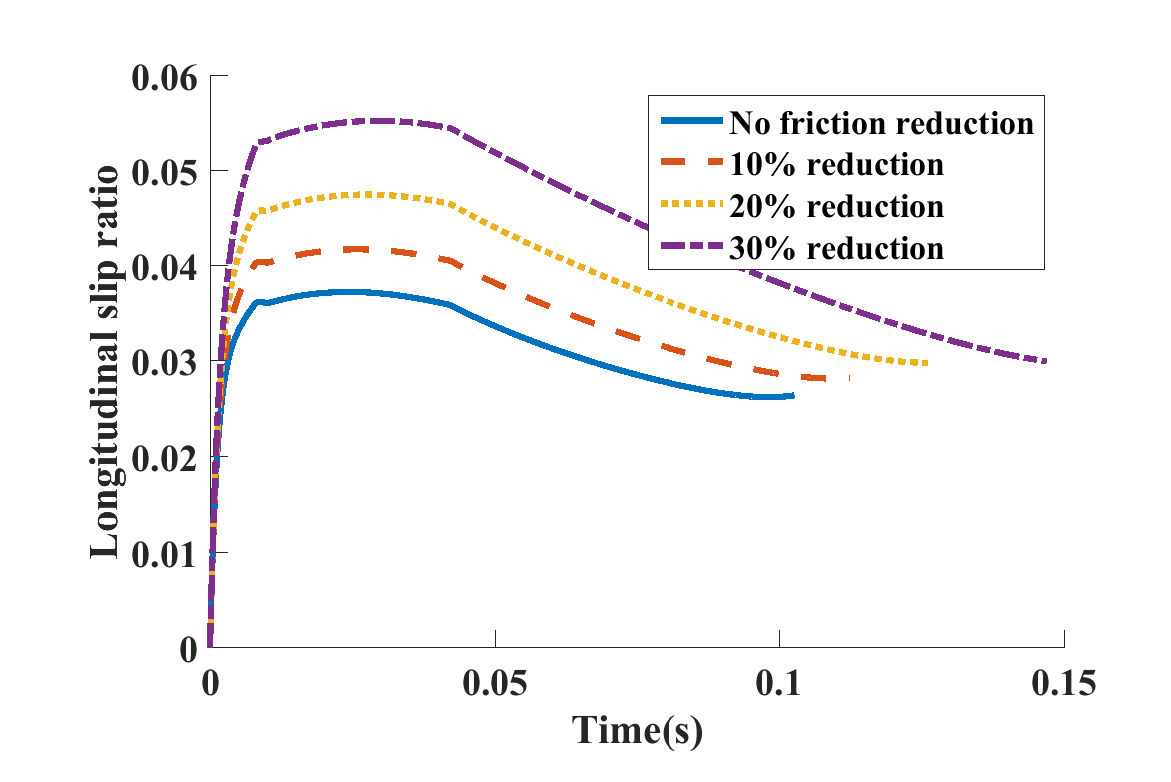 0.06
0.05
0.04
0.03
0.02
0.01
0
Longitudinal slip ratio
No friction reduction
10% reduction
20% reduction
30% reduction
0
0.05
0.1
0.15
Time(s)